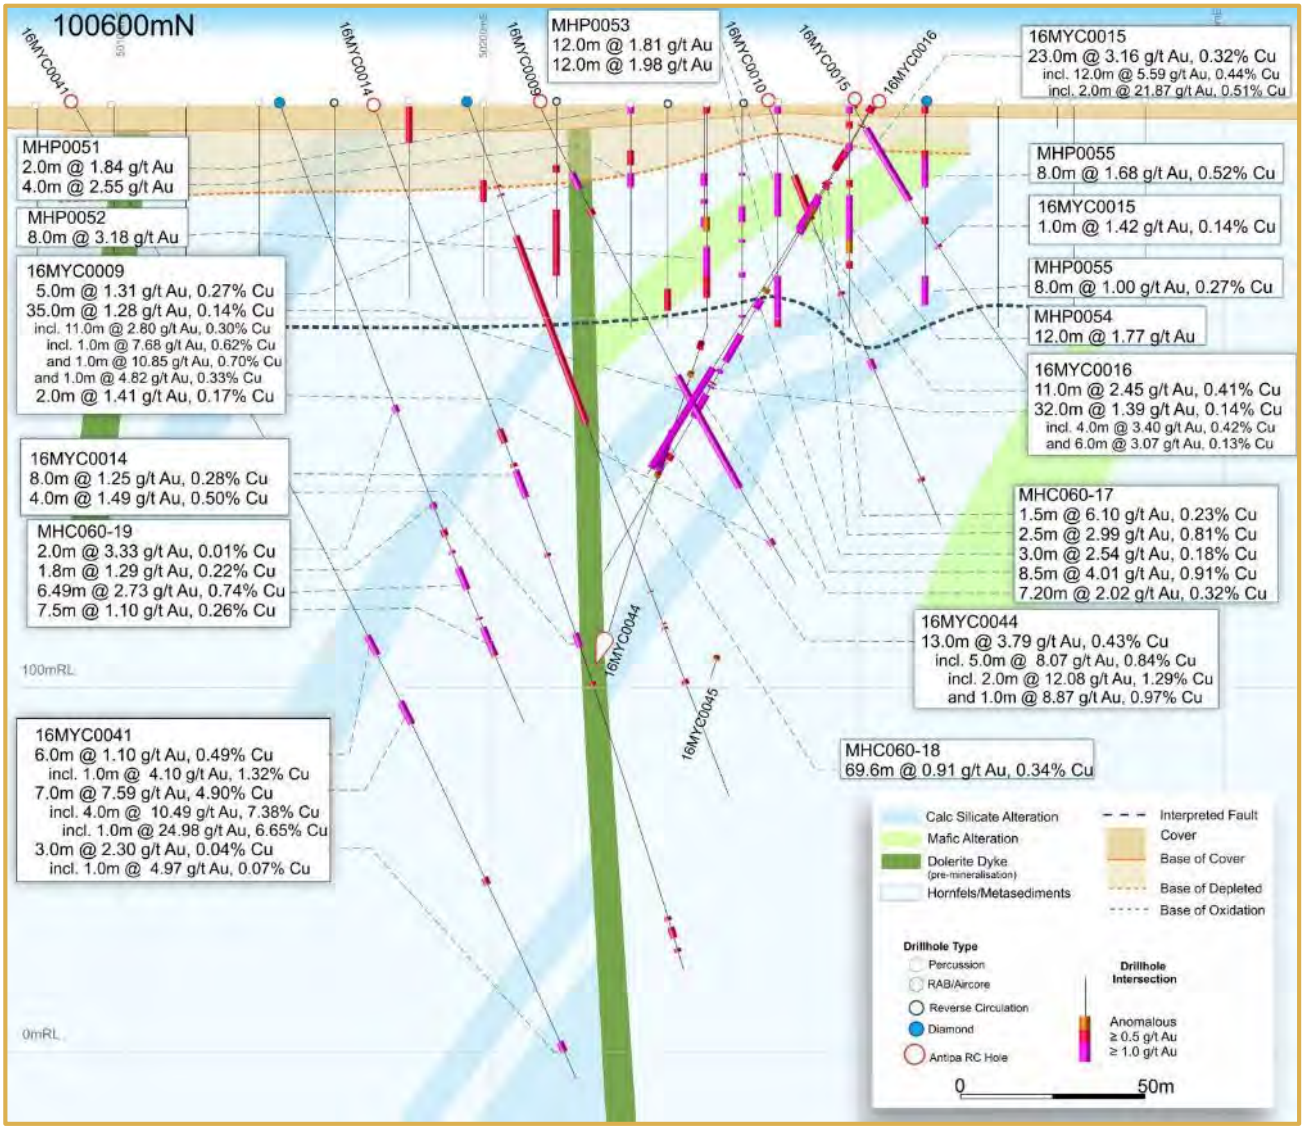 100600mN
50200mE
16MYC0041
16MYC0014
16MYC0009
16MYC0010
16MYC0015
16MYC0016
MHP0053
12.0m @ 1.81 g/t Au
12.0m @ 1.98 g/t Au
16MYC0015
23.0m @ 3.16 g/t Au, 0.32% Cu
incl. 12.0m @ 5.59 g/t Au, 0.44% Cu
incl. 2.0m @ 21.87 g/t Au, 0.51% Cu
MHP0051
2.0m @ 1.84 g/t Au
4.0m @ 2.55 g/t Au
MHP0055
8.0m @ 1.68 g/t Au, 0.52% Cu
MHP0052
8.0m @ 3.18 g/t Au
16MYC0015
1.0m @ 1.42 g/t Au, 0.14% Cu
16MYC0009
5.0m @ 1.31 g/t Au, 0.27% Cu
35.0m @ 1.28 g/t Au, 0.14% Cu
incl. 11.0m @ 2.80 g/t Au, 0.30% Cu
incl. 1.0m @ 7.68 g/t Au, 0.62% Cu
and 1.0m @ 10.85 g/t Au, 0.70% Cu
and 1.0m @ 4.82 g/t Au, 0.33% Cu
2.0m @ 1.41 g/t Au, 0.17% Cu
MHP0055
8.0m @ 1.00 g/t Au, 0.27% Cu
MHP0054
12.0m @ 1.77 g/t Au
16MYC0016
11.0m @ 2.45 g/t Au, 0.41% Cu
32.0m @ 1.39 g/t Au, 0.14% Cu
incl. 4.0m @ 3.40 g/t Au, 0.42% Cu
and 6.0m @ 3.07 g/t Au, 0.13% Cu
16MYC0014
8.0m @ 1.25 g/t Au, 0.28% Cu
4.0m @ 1.49 g/t Au, 0.50% Cu
MHC060-17
1.5m @ 6.10 g/t Au, 0.23% Cu
2.5m @ 2.99 g/t Au, 0.81% Cu
3.0m @ 2.54 g/t Au, 0.18% Cu
8.5m @ 4.01 g/t Au, 0.91% Cu
7.20m @ 2.02 g/t Au, 0.32% Cu
MHC060-19
2.0m @ 3.33 g/t Au, 0.01% Cu
1.8m @ 1.29 g/t Au, 0.22% Cu
6.49m @ 2.73 g/t Au, 0.74% Cu
7.5m @ 1.10 g/t Au, 0.26% Cu
16MYC0044
16MYC0044
13.0m @ 3.79 g/t Au, 0.43% Cu
incl. 5.0m @ 8.07 g/t Au, 0.84% Cu
incl. 2.0m @ 12.08 g/t Au, 1.29% Cu
and 1.0m @ 8.87 g/t Au, 0.97% Cu
100mRL
16MYC0045
16MYC0041
6.0m @ 1.10 g/t Au, 0.49% Cu
incl. 1.0m @ 4.10 g/t Au, 1.32% Cu
7.0m @ 7.59 g/t Au, 4.90% Cu
incl. 4.0m @ 10.49 g/t Au, 7.38% Cu
incl. 1.0m @ 24.98 g/t Au, 6.65% Cu
3.0m @ 2.30 g/t Au, 0.04% Cu
incl. 1.0m @ 4.97 g/t Au, 0.07% Cu
MHC060-18
69.6m @ 0.91 g/t Au, 0.34% Cu
0mRL
Calc Silicate Alteration
Mafic Alteration
Dolerite Dyke
(pre-mineralisation)
Hornfels/Metasediments
Interpreted Fault
Cover
Base of Cover
Base of Depleted
Base of Oxidation
Drillhole Type
Percussion
RAB/Aircore
Reverse Circulation
Diamond
Antipa RC Hole
Drillhole
Intersection
Anomalous
≥ 0.5 g/t Au
≥ 1.0 g/t Au
0 50m